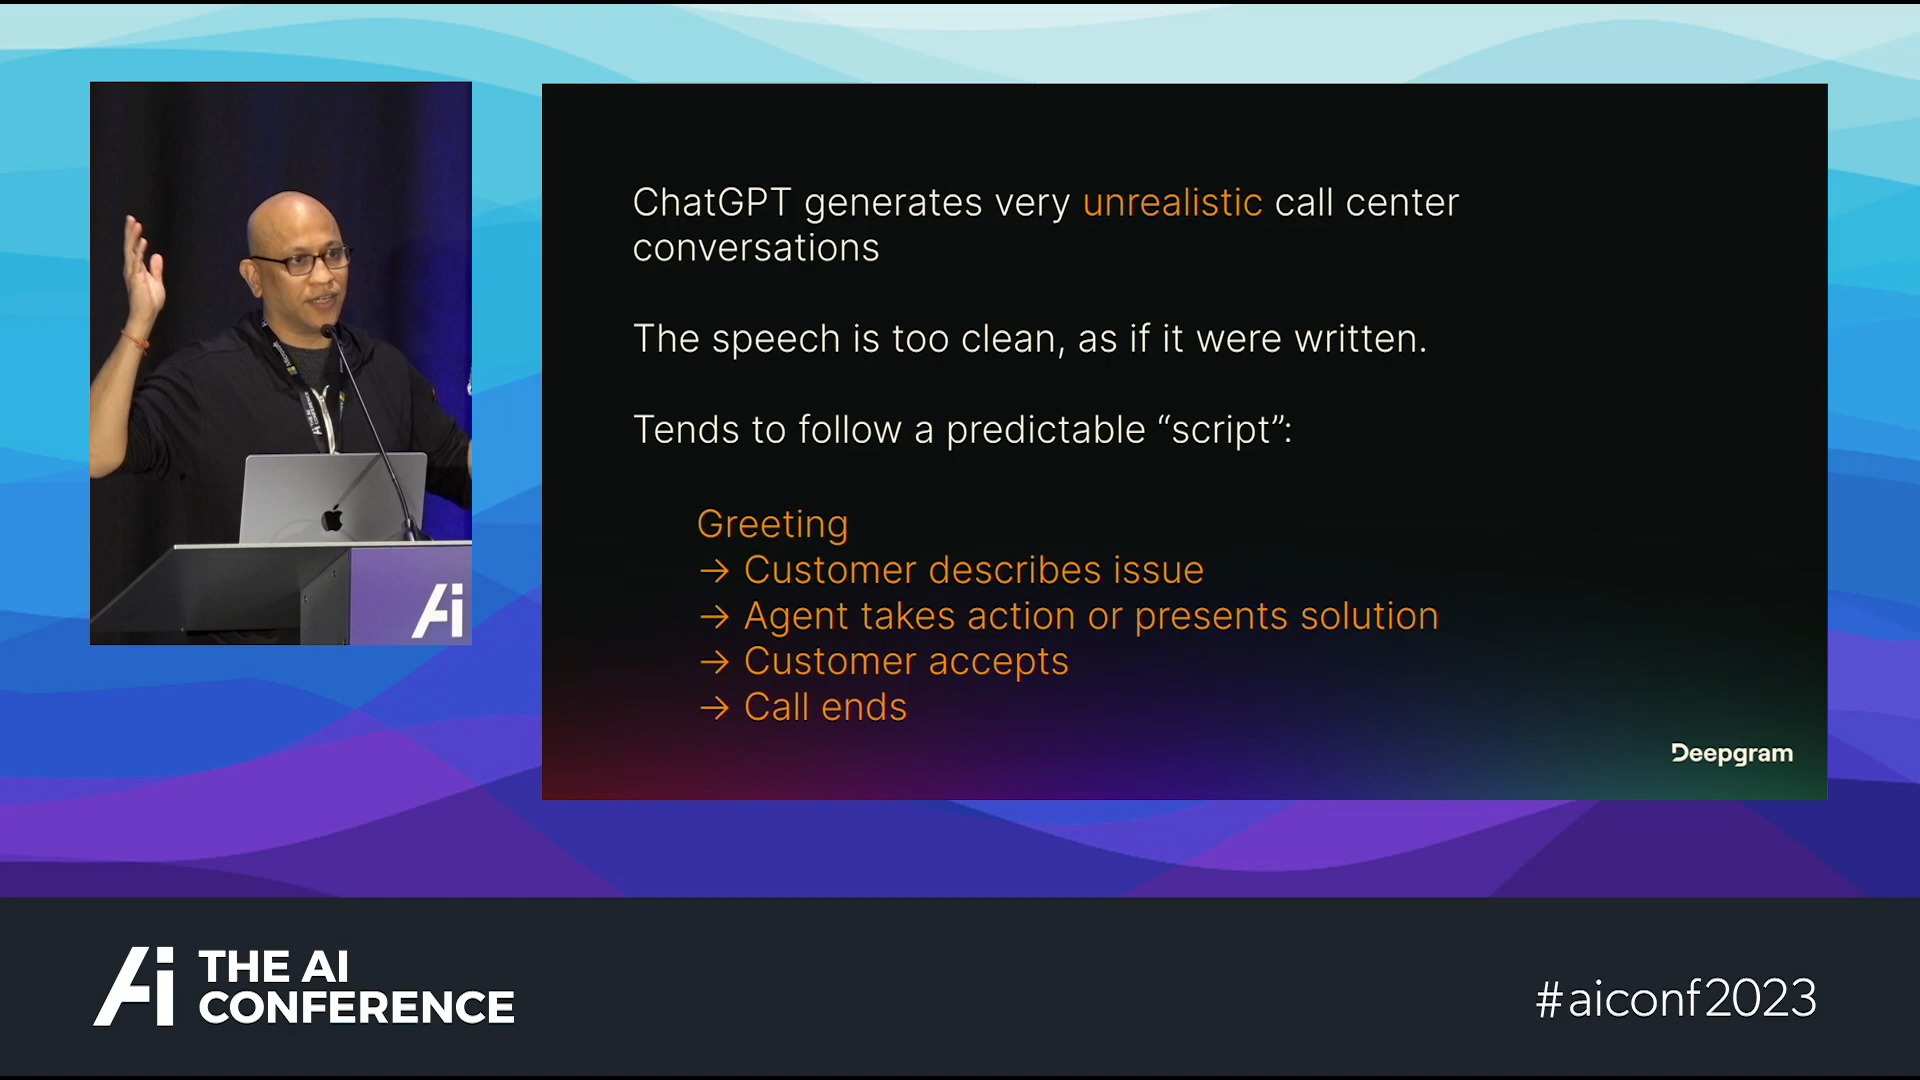 ChatGPT generates very unrealistic call center
conversations
The speech is too clean, as if it were written.
Tends to follow a predictable “script”:
Greeting
→ Customer describes issue
→ Agent takes action or presents solution
→ Customer accepts
→ Call ends
Deepgram
Ai
Ai THE AI
CONFERENCE
#aiconf2023